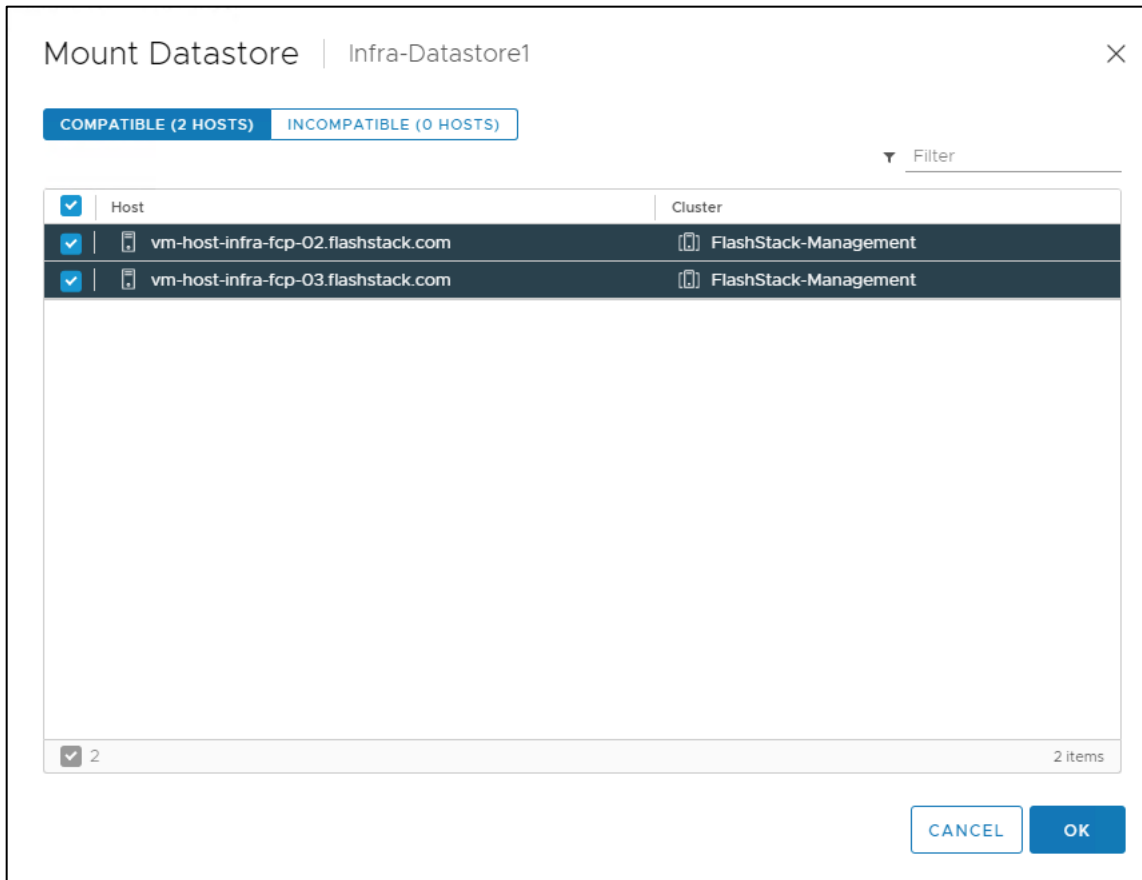 Mount Datastore Infra-Datastore1
COMPATIBLE (2 HOSTS) INCOMPATIBLE (0 HOSTS)
Filter
Host Cluster
vm-host-infra-fcp-02.flashstack.com FlashStack-Management
vm-host-infra-fcp-03.flashstack.com FlashStack-Management
2 2 items
CANCEL OK